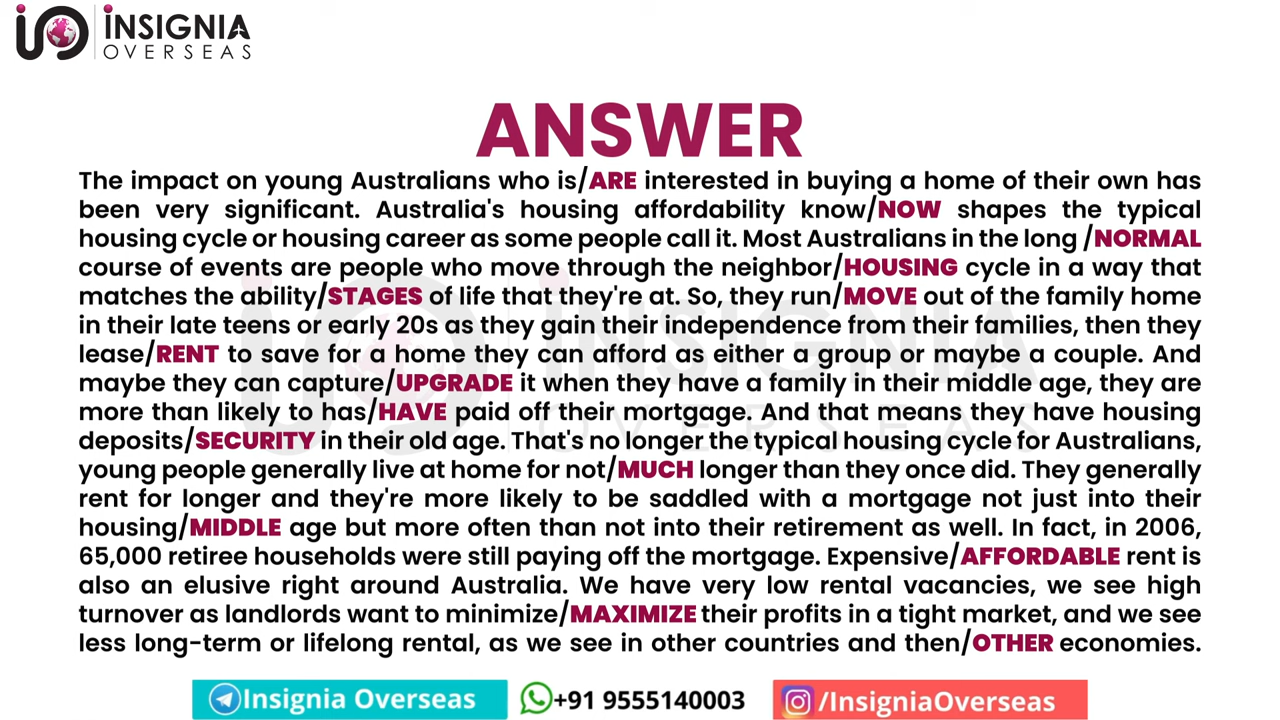 iNSIGNIA
OVERSEAS
ANSWER
The impact on young Australians who is/ARE interested in buying a home of their own has
been very significant. Australia's housing affordability know/NOW shapes the typical
housing cycle or housing career as some people call it. Most Australians in the long /NORMAL
course of events are people who move through the neighbor/HOUSING cycle in a way that
matches the ability/STAGES of life that they're at. So, they run/MOVE out of the family home
in their late teens or early 20s as they gain their independence from their families, then they
lease/RENT to save for a home they can afford as either a group or maybe a couple. And
maybe they can capture/UPGRADE it when they have a family in their middle age, they are
more than likely to has/HAVE paid off their mortgage. And that means they have housing
deposits/SECURITY in their old age. That's no longer the typical housing cycle for Australians,
young people generally live at home for not/MUCH longer than they once did. They generally
rent for longer and they're more likely to be saddled with a mortgage not just into their
housing/MIDDLE age but more often than not into their retirement as well. In fact, in 2006,
65,000 retiree households were still paying off the mortgage. Expensive/AFFORDABLE rent is
also an elusive right around Australia. We have very low rental vacancies, we see high
turnover as landlords want to minimize/MAXIMIZE their profits in a tight market, and we see
less long-term or lifelong rental, as we see in other countries and then/OTHER economies.
Insignia Overseas
+91 9555140003
/InsigniaOverseas